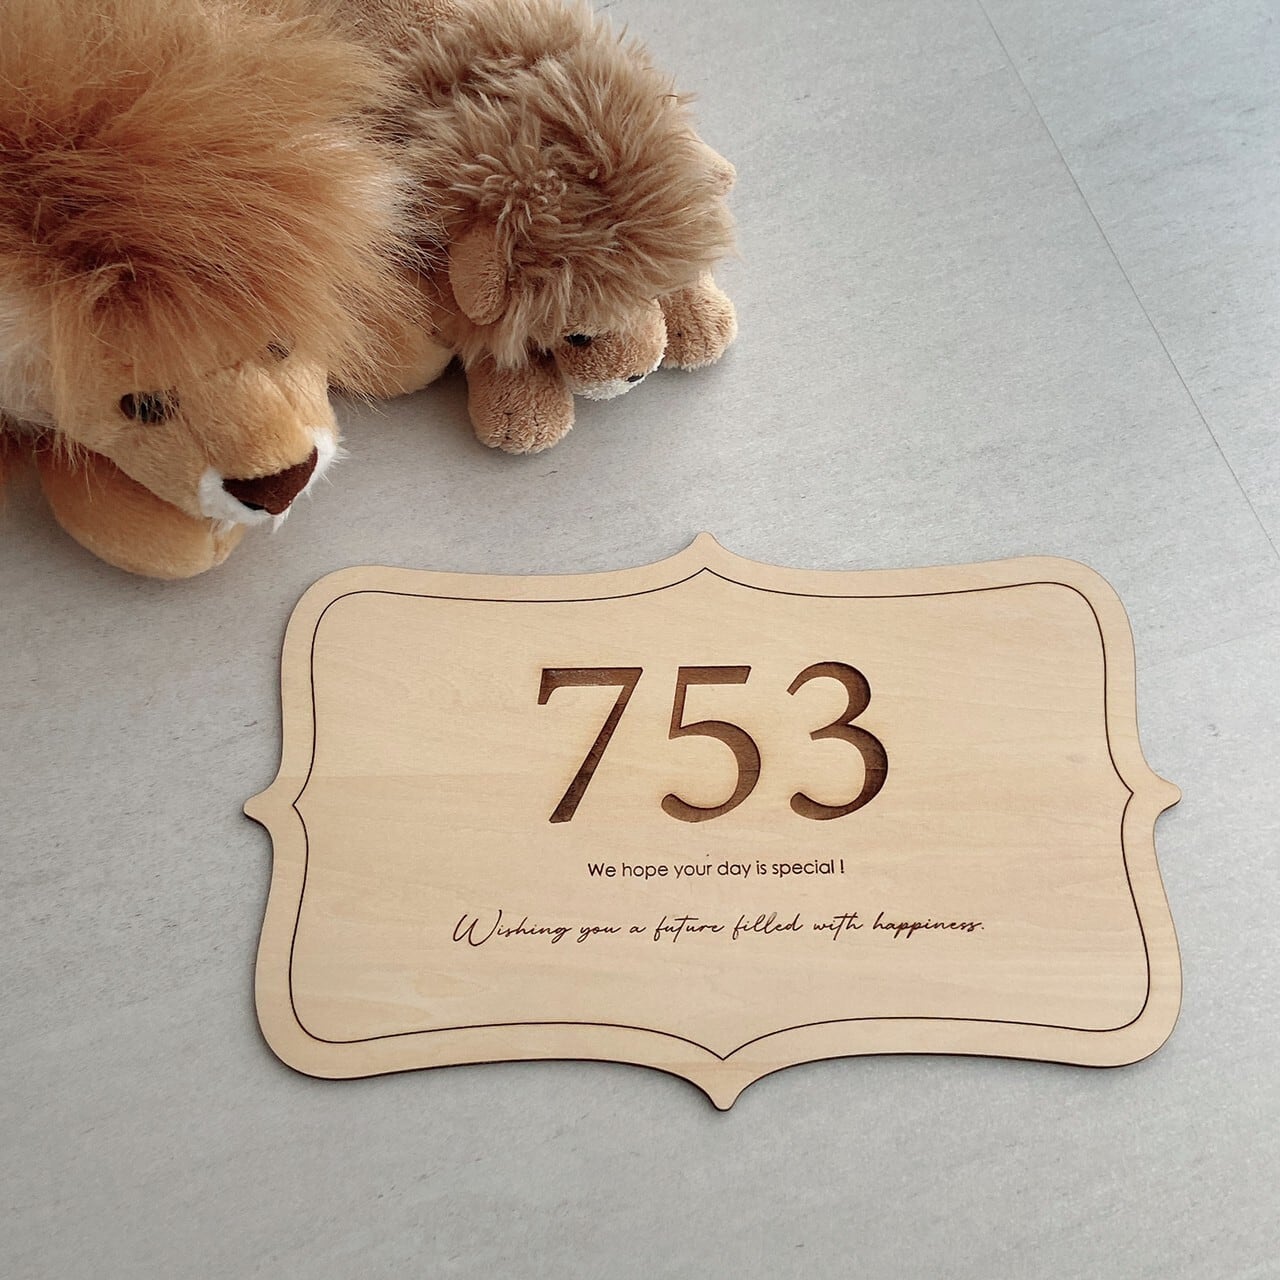 753
We hope your day is special !
Wishing you a future filled with happiness.